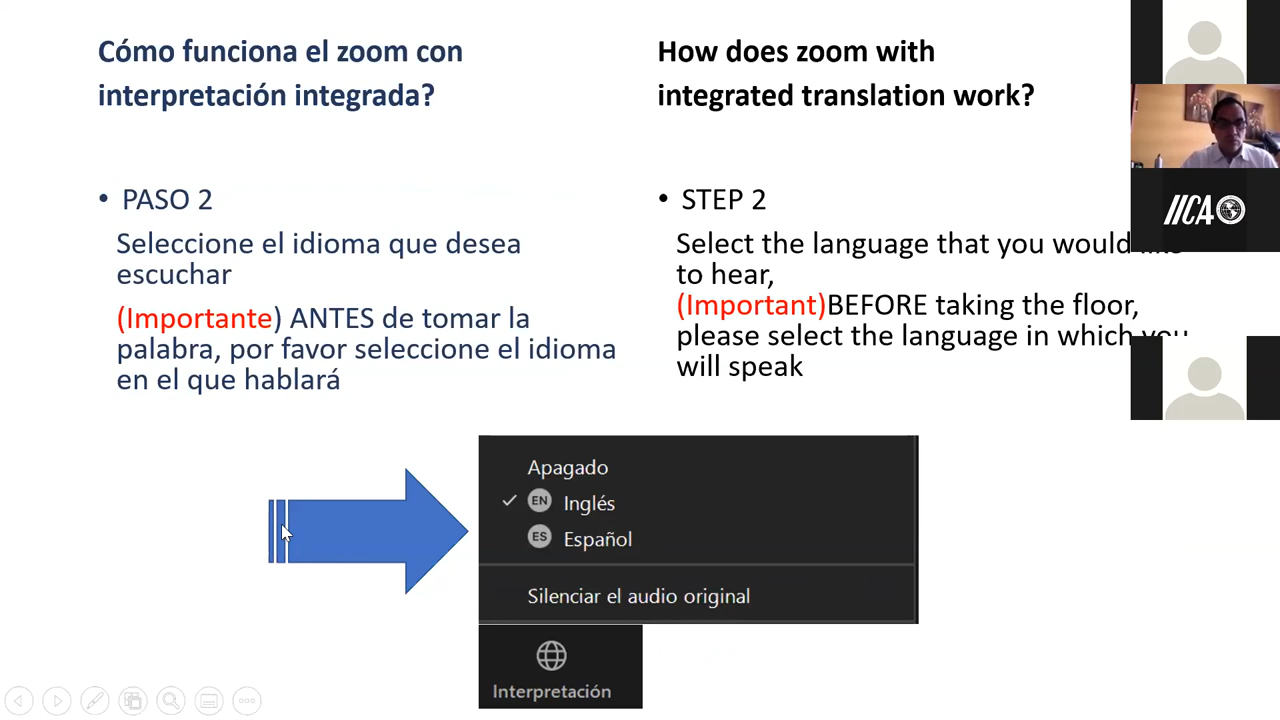 Cómo funciona el zoom con
interpretación integrada?
• PASO 2
Seleccione el idioma que desea
escuchar
(Importante) ANTES de tomar la
palabra, por favor seleccione el idioma
en el que hablará
How does zoom with
integrated translation work?
• STEP 2
Select the language that you would like
to hear,
(Important)BEFORE taking the floor,
please select the language in which you
will speak
IICA
Apagado
EN Inglés
ES Español
Silenciar el audio original
Interpretación